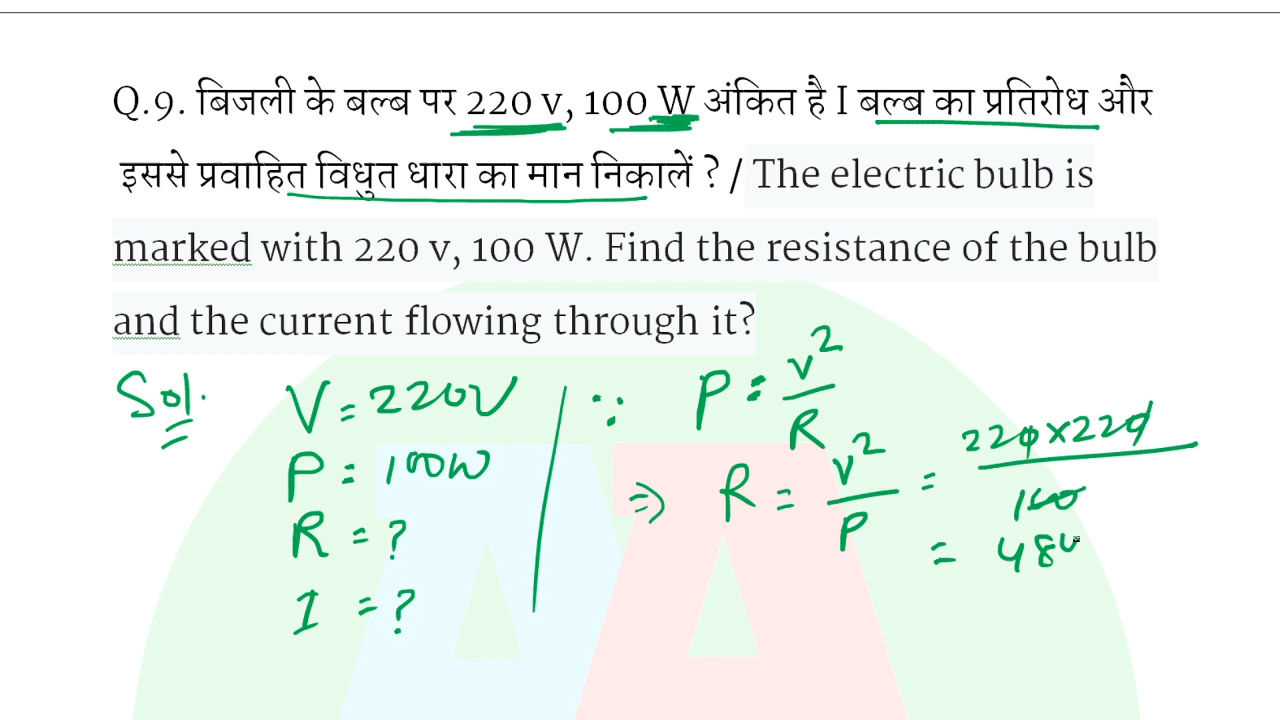 Q.9. बिजली के बल्ब पर 220 v, 100 W अंकित है I बल्ब का प्रतिरोध और
इससे प्रवाहित विधुत धारा का मान निकालें ? / The electric bulb is
marked with 220 v, 100 W. Find the resistance of the bulb
and the current flowing through it?
Sol. V = 220V ∵ P = V²/R
P = 100W ⇒ R = V²/P = 220×220/100
R = ? = 484
I = ?